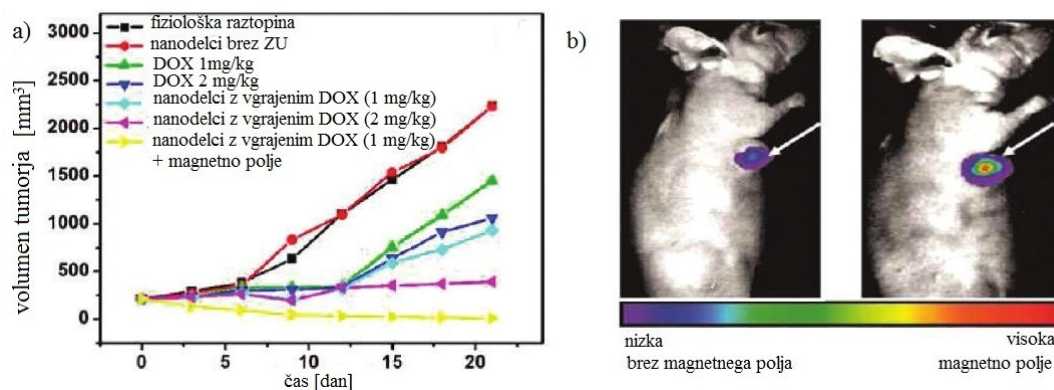 a)
3000
2500
2000
1500
1000
500
0
volumen tumorja [mm³]
fiziološka raztopina
nanodelci brez ZU
DOX 1mg/kg
DOX 2 mg/kg
nanodelci z vgrajenim DOX (1 mg/kg)
nanodelci z vgrajenim DOX (2 mg/kg)
nanodelci z vgrajenim DOX (1 mg/kg)
+ magnetno polje
0 5 10 15 20
čas [dan]
b)
nizka visoka
brez magnetnega polja magnetno polje